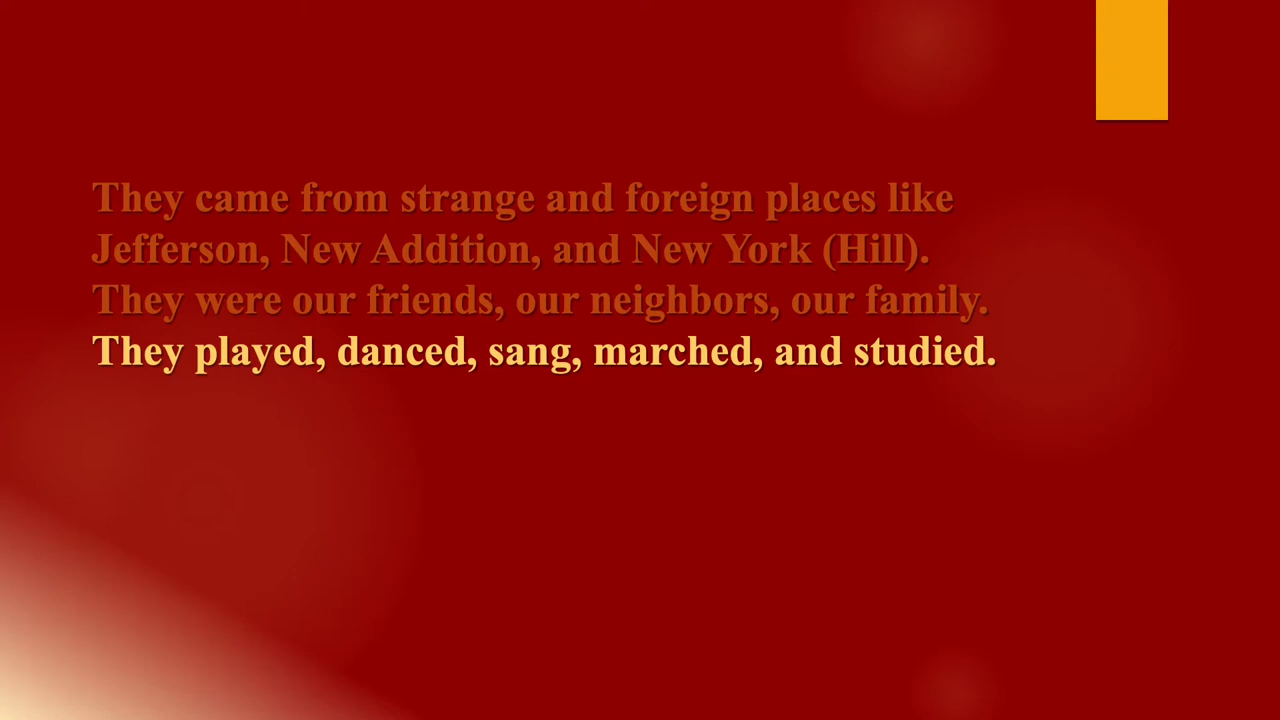 They came from strange and foreign places like
Jefferson, New Addition, and New York (Hill).
They were our friends, our neighbors, our family.
They played, danced, sang, marched, and studied.